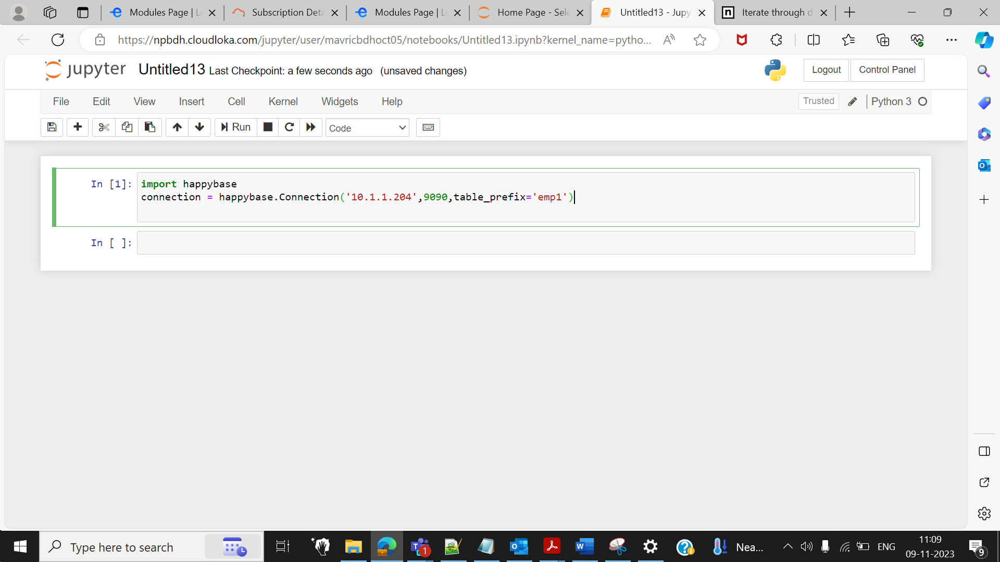 Modules Page | L
Subscription Deta
Modules Page | L
Home Page - Sele
Untitled13 - Jupy
Iterate through d
https://npbdh.cloudloka.com/jupyter/user/mavricbdhoct05/notebooks/Untitled13.ipynb?kernel_name=pytho...
jupyter Untitled13 Last Checkpoint: a few seconds ago (unsaved changes)
Logout
Control Panel
File Edit View Insert Cell Kernel Widgets Help
Trusted
Python 3
Run
Code
In [1]:
import happybase
connection = happybase.Connection('10.1.1.204',9090,table_prefix='emp1')
In [ ]:
Type here to search
1
Nea...
ENG
11:09
09-11-2023
9